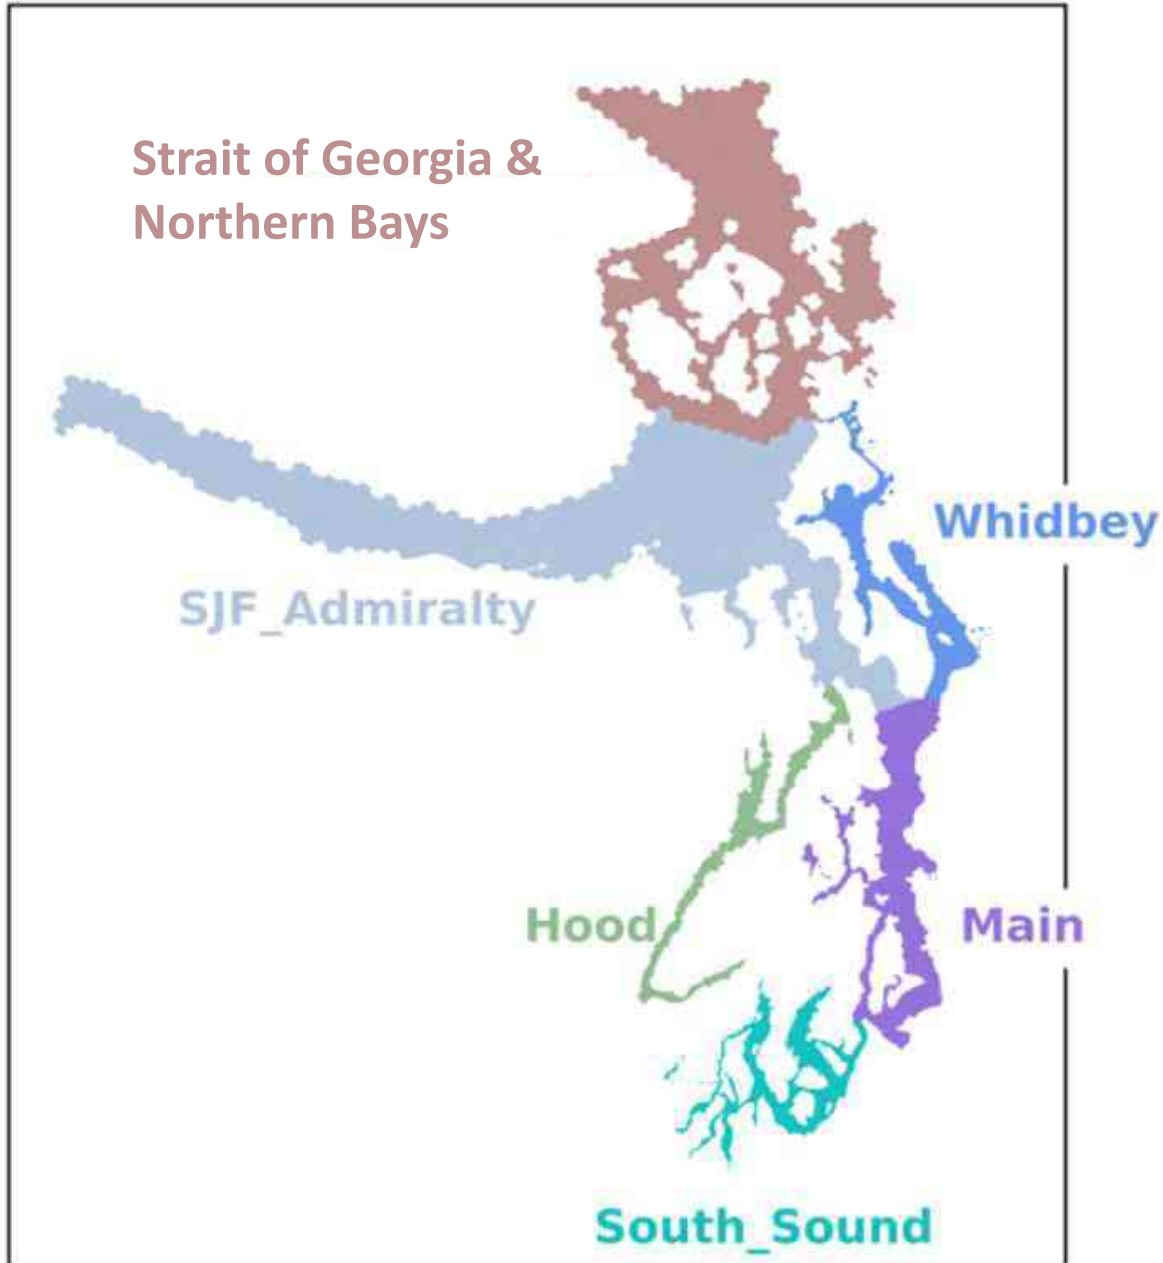 Strait of Georgia &
Northern Bays
Whidbey
SJF_Admiralty
Hood
Main
South_Sound